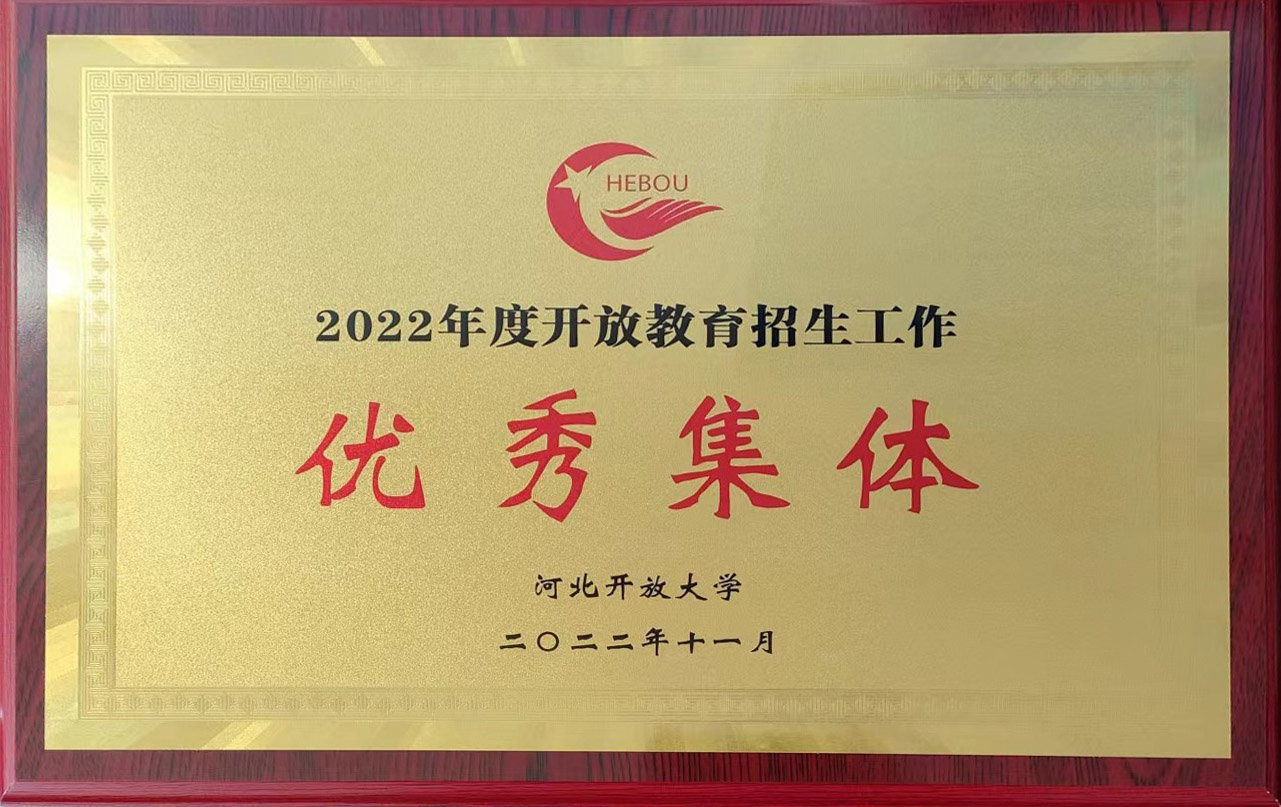 HEBOU
2022年度开放教育招生工作
优秀集体
河北开放大学
二〇二二年十一月